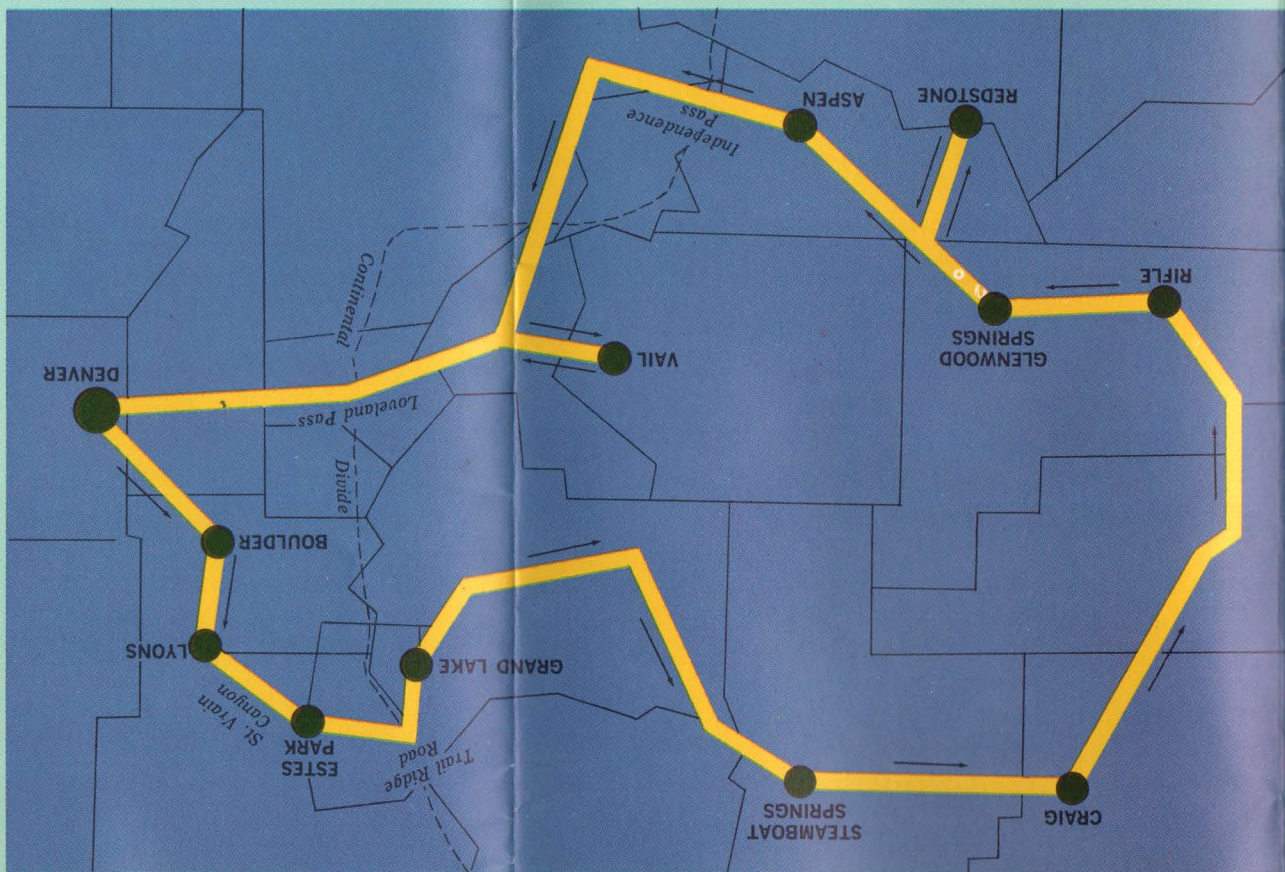 CRAIG
STEAMBOAT
SPRINGS
Trail Ridge
Road
ESTES
PARK
St. Vrain
Canyon
GRAND LAKE
LYONS
BOULDER
Divide
Loveland Pass
DENVER
VAIL
Continental
GLENWOOD
SPRINGS
RIFLE
Independence
Pass
REDSTONE
ASPEN